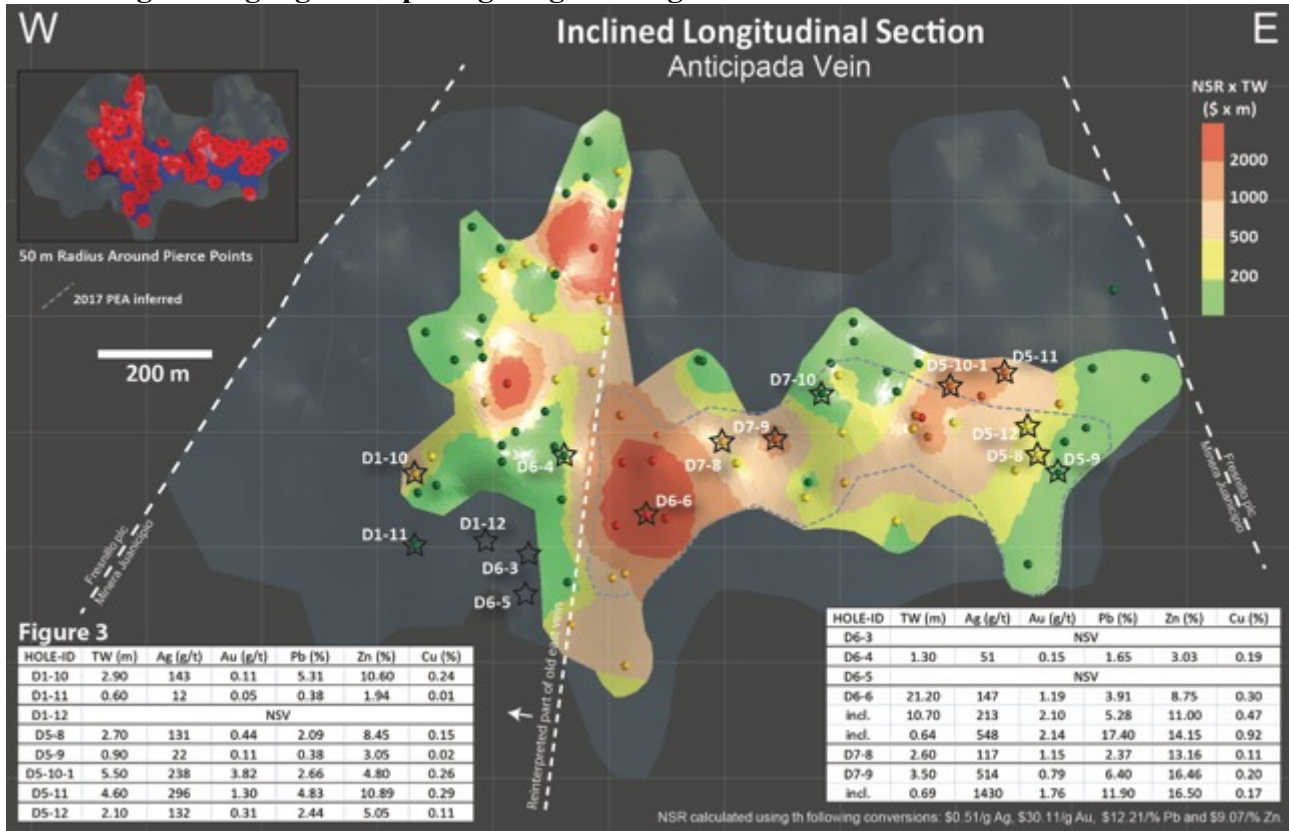 W
Inclined Longitudinal Section
E
Anticipada Vein
NSR x TW
($ x m)
2000
1000
500
200
50 m Radius Around Pierce Points
2017 PEA inferred
200 m
D5-11
D5-10-1
D7-10
D7-9
D5-12
D7-8
D5-8
D5-9
D1-10
D6-4
D6-6
D1-12
D1-11
D6-3
D6-5
Fresnillo plc
Minera Juanicipio
Fresnillo plc
Minera Juanicipio
Reinterpreted part of old east vein
Figure 3
HOLE-ID TW (m) Ag (g/t) Au (g/t) Pb (%) Zn (%) Cu (%)
D1-10 2.90 143 0.11 5.31 10.60 0.24
D1-11 0.60 12 0.05 0.38 1.94 0.01
D1-12 NSV
D5-8 2.70 131 0.44 2.09 8.45 0.15
D5-9 0.90 22 0.11 0.38 3.05 0.02
D5-10-1 5.50 238 3.82 2.66 4.80 0.26
D5-11 4.60 296 1.30 4.83 10.89 0.29
D5-12 2.10 132 0.31 2.44 5.05 0.11
HOLE-ID TW (m) Ag (g/t) Au (g/t) Pb (%) Zn (%) Cu (%)
D6-3 NSV
D6-4 1.30 51 0.15 1.65 3.03 0.19
D6-5 NSV
D6-6 21.20 147 1.19 3.91 8.75 0.30
incl. 10.70 213 2.10 5.28 11.00 0.47
incl. 0.64 548 2.14 17.40 14.15 0.92
D7-8 2.60 117 1.15 2.37 13.16 0.11
D7-9 3.50 514 0.79 6.40 16.46 0.20
incl. 0.69 1430 1.76 11.90 16.50 0.17
NSR calculated using th following conversions: $0.51/g Ag, $30.11/g Au, $12.21/% Pb and $9.07/% Zn.